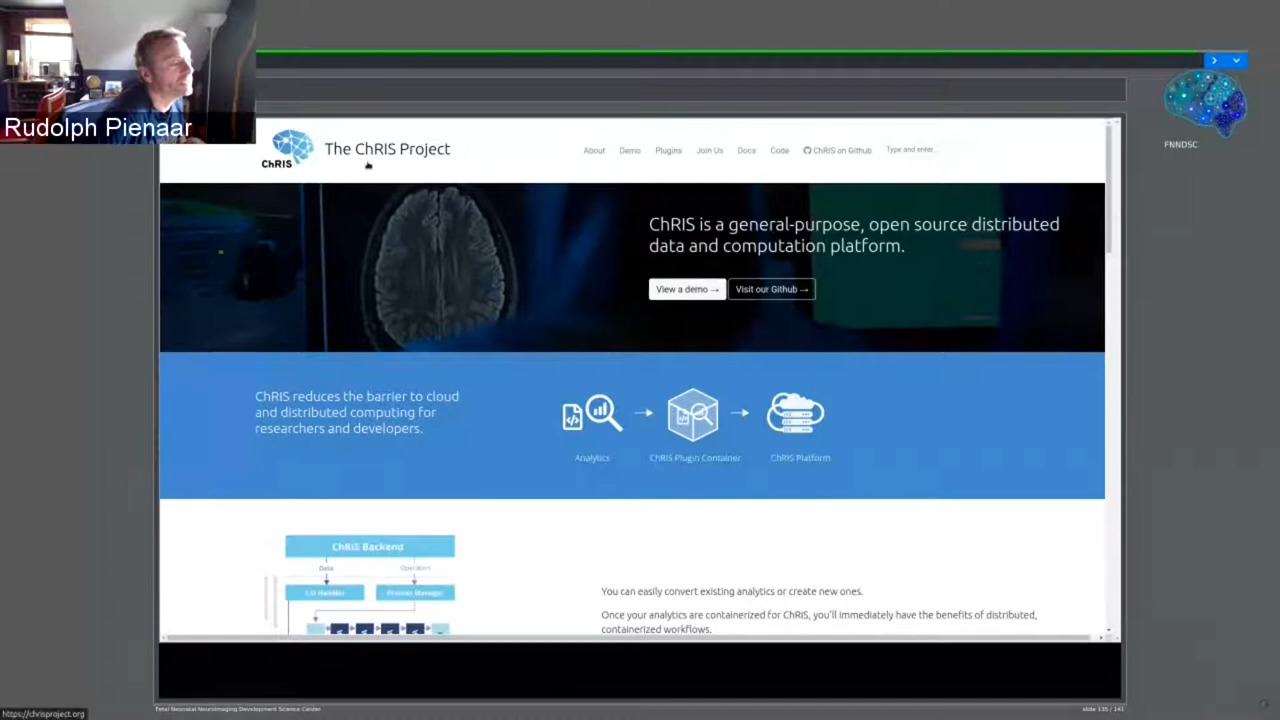 Rudolph Pienaar
FNNDSC
ChRIS
The ChRIS Project
About
Demo
Plugins
Join Us
Docs
Code
ChRIS on Github
Type and enter...
ChRIS is a general-purpose, open source distributed
data and computation platform.
View a demo →
Visit our Github →
ChRIS reduces the barrier to cloud
and distributed computing for
researchers and developers.
Analytics
ChRIS Plugin Container
ChRIS Platform
ChRIS Backend
Data
Operations
I/O Handler
Process Manager
You can easily convert existing analytics or create new ones.
Once your analytics are containerized for ChRIS, you'll immediately have the benefits of distributed,
containerized workflows.
Fetal Neonatal Neuroimaging Development Science Center
slide 135 / 141
https://chrisproject.org